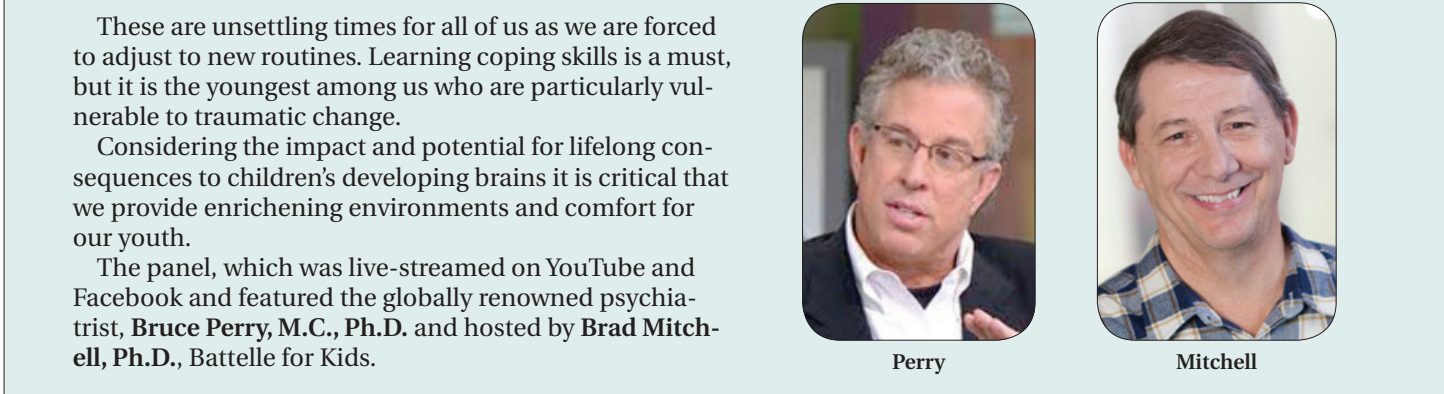 These are unsettling times for all of us as we are forced
to adjust to new routines. Learning coping skills is a must,
but it is the youngest among us who are particularly vul-
nerable to traumatic change.
Considering the impact and potential for lifelong con-
sequences to children’s developing brains it is critical that
we provide enrichening environments and comfort for
our youth.
The panel, which was live-streamed on YouTube and
Facebook and featured the globally renowned psychia-
trist, Bruce Perry, M.C., Ph.D. and hosted by Brad Mitch-
ell, Ph.D., Battelle for Kids.
Perry
Mitchell